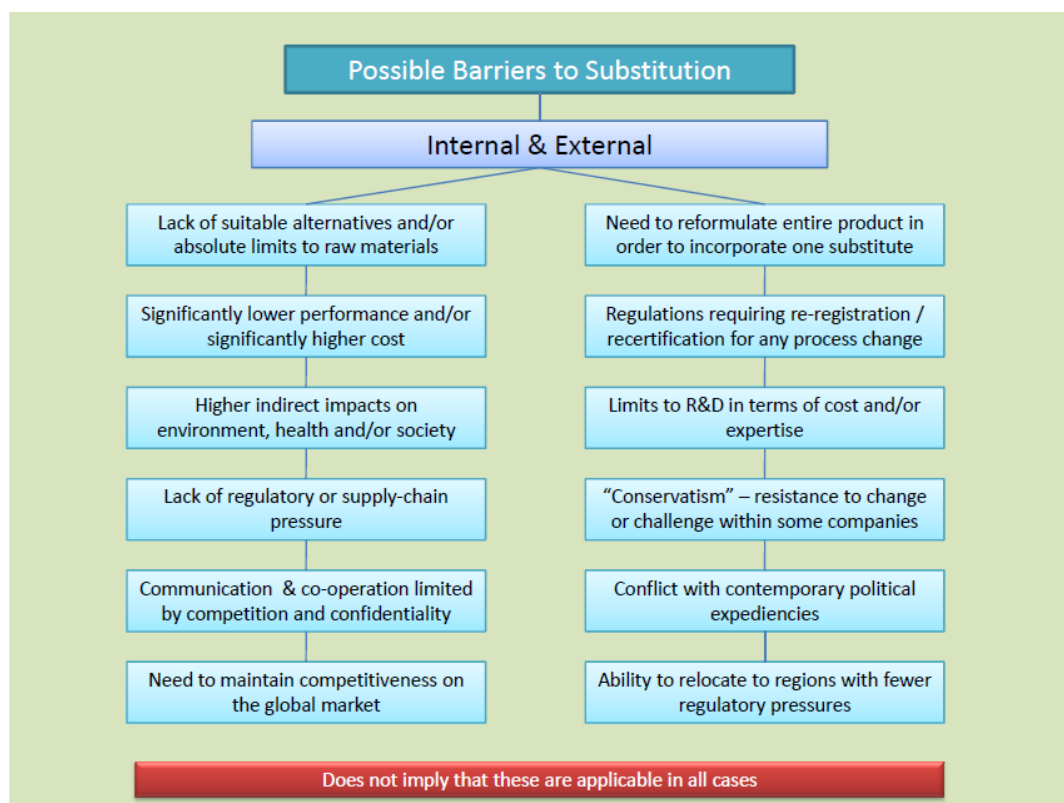 Possible Barriers to Substitution
Internal & External
Lack of suitable alternatives and/or
absolute limits to raw materials
Significantly lower performance and/or
significantly higher cost
Higher indirect impacts on
environment, health and/or society
Lack of regulatory or supply-chain
pressure
Communication & co-operation limited
by competition and confidentiality
Need to maintain competitiveness on
the global market
Need to reformulate entire product in
order to incorporate one substitute
Regulations requiring re-registration /
recertification for any process change
Limits to R&D in terms of cost and/or
expertise
“Conservatism” – resistance to change
or challenge within some companies
Conflict with contemporary political
expediencies
Ability to relocate to regions with fewer
regulatory pressures
Does not imply that these are applicable in all cases